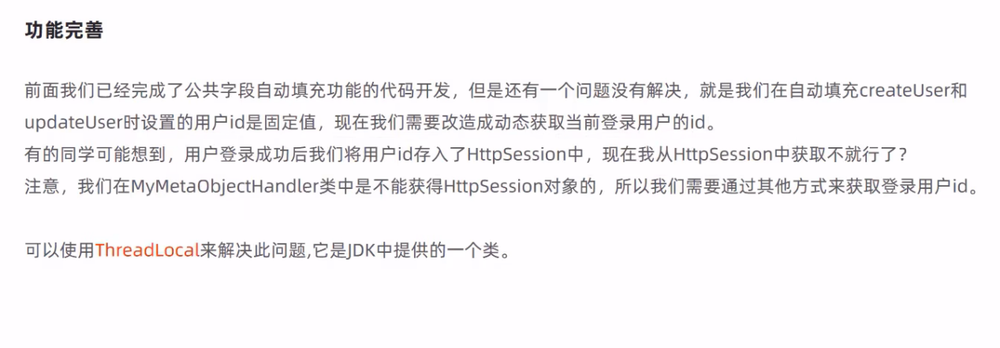 功能完善
前面我们已经完成了公共字段自动填充功能的代码开发，但是还有一个问题没有解决，就是我们在自动填充createUser和
updateUser时设置的用户id是固定值，现在我们需要改造成动态获取当前登录用户的id。
有的同学可能想到，用户登录成功后我们将用户id存入了HttpSession中，现在我从HttpSession中获取不就行了？
注意，我们在MyMetaObjectHandler类中是不能获得HttpSession对象的，所以我们需要通过其他方式来获取登录用户id。
可以使用ThreadLocal来解决此问题,它是JDK中提供的一个类。